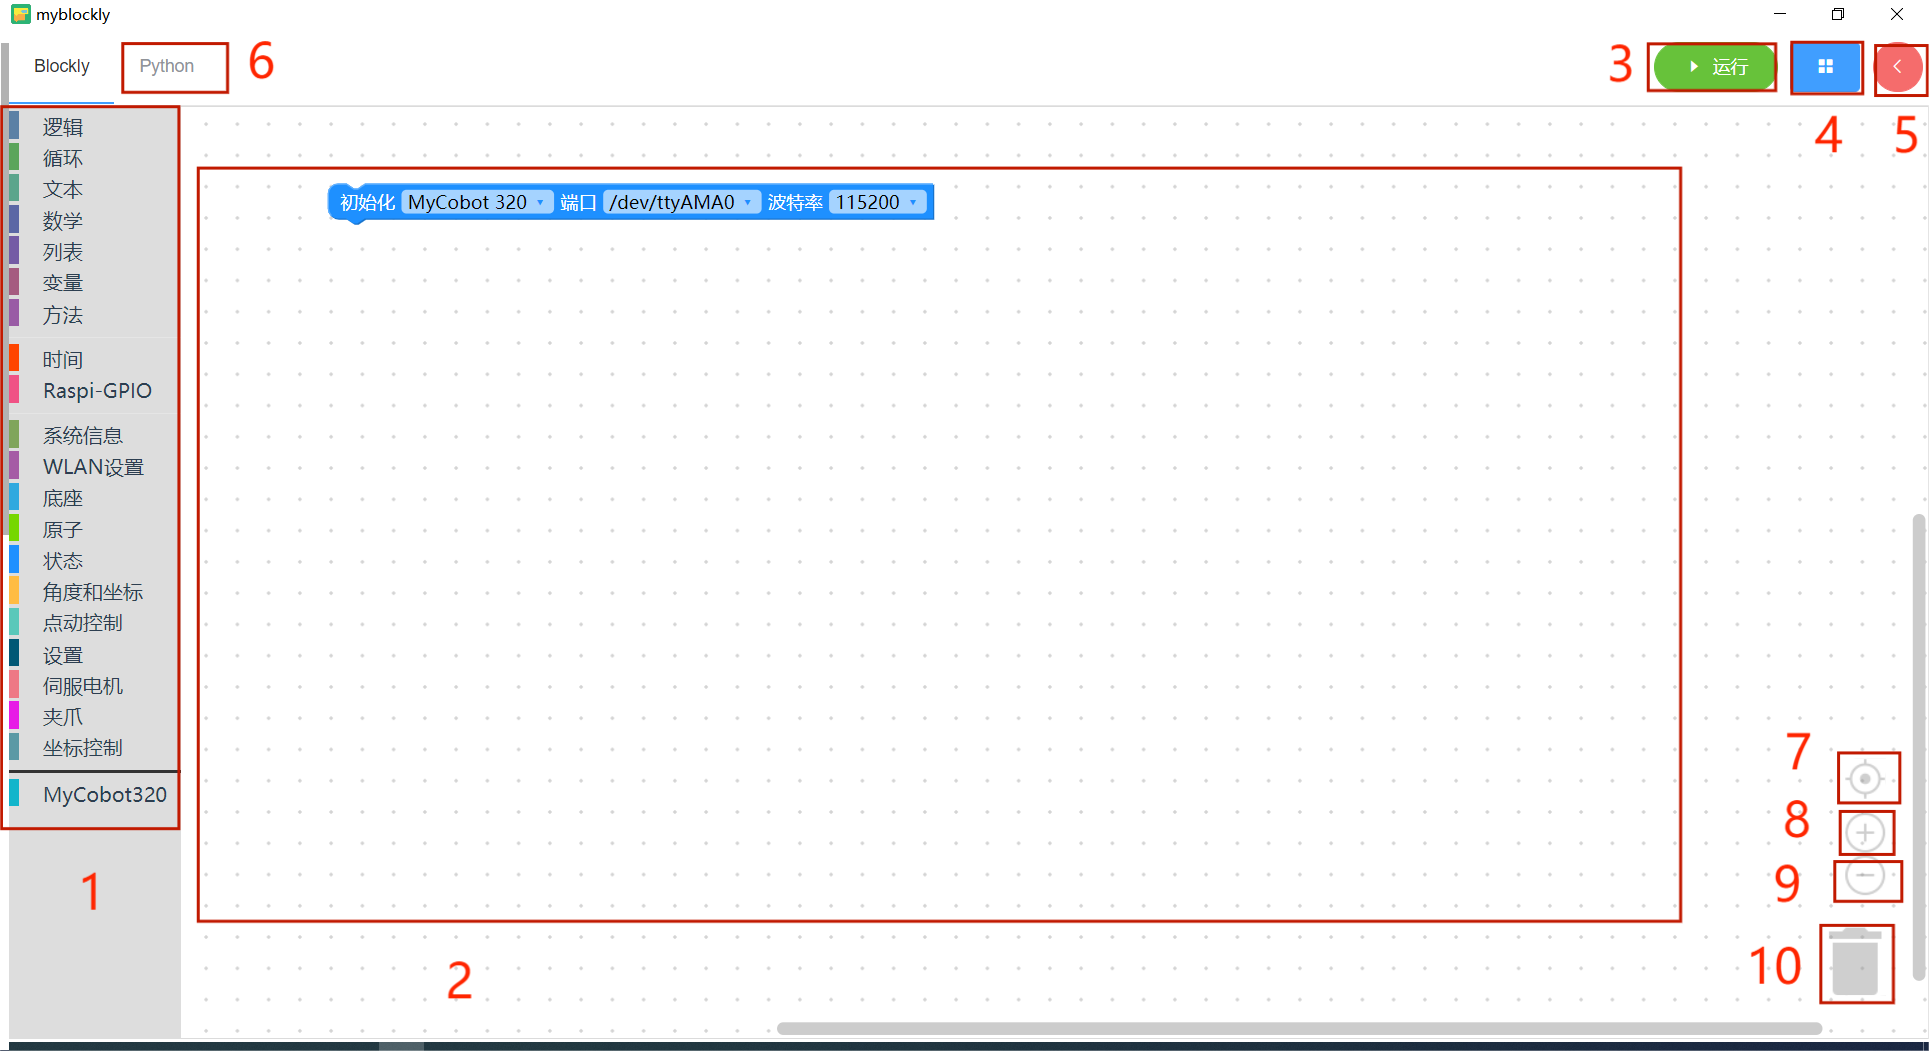 myblockly
Blockly Python 6 3 运行
4 5
初始化 MyCobot 320 端口 /dev/ttyAMA0 波特率 115200
逻辑
循环
文本
数学
列表
变量
方法
时间
Raspi-GPIO
系统信息
WLAN设置
底座
原子
状态
角度和坐标
点动控制
设置
伺服电机
夹爪
坐标控制
MyCobot320
1
2
7
8
9
10